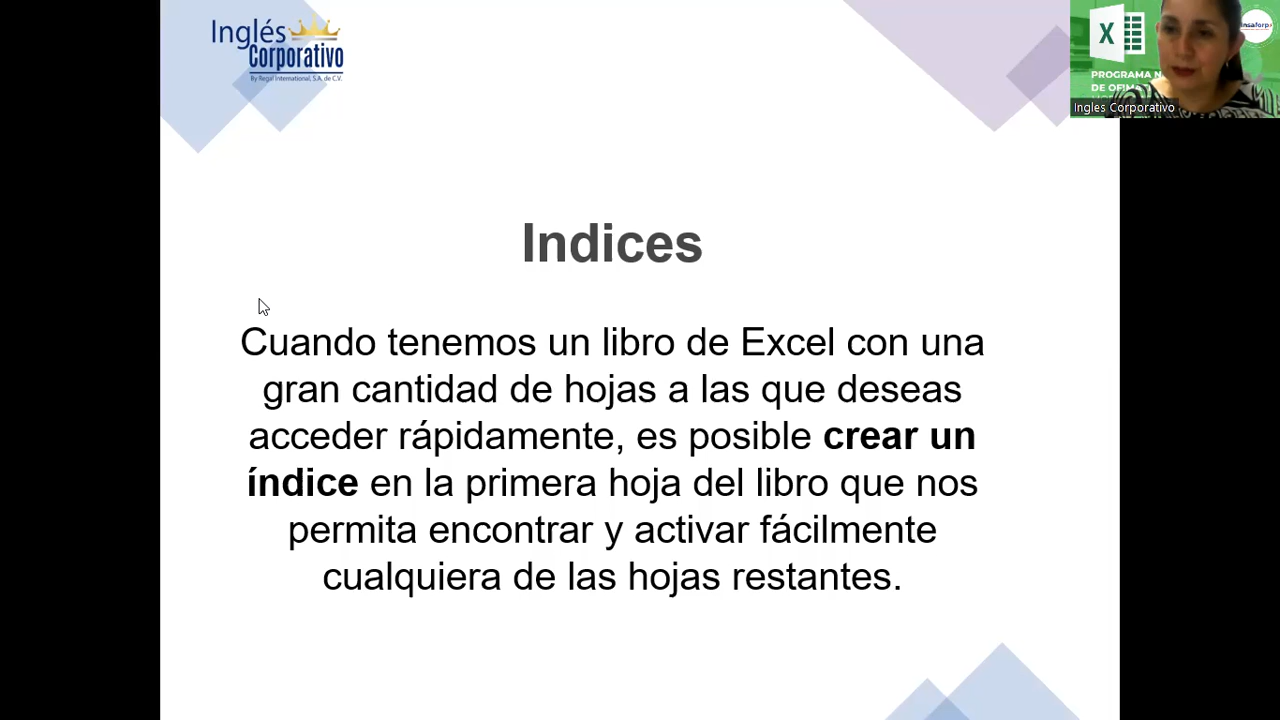 Inglés
Corporativo
By Regal International, S.A. de C.V.
Indices
Cuando tenemos un libro de Excel con una
gran cantidad de hojas a las que deseas
acceder rápidamente, es posible crear un
índice en la primera hoja del libro que nos
permita encontrar y activar fácilmente
cualquiera de las hojas restantes.
X
insaforp
PROGRAMA N
DE OFIMA
Ingles Corporativo